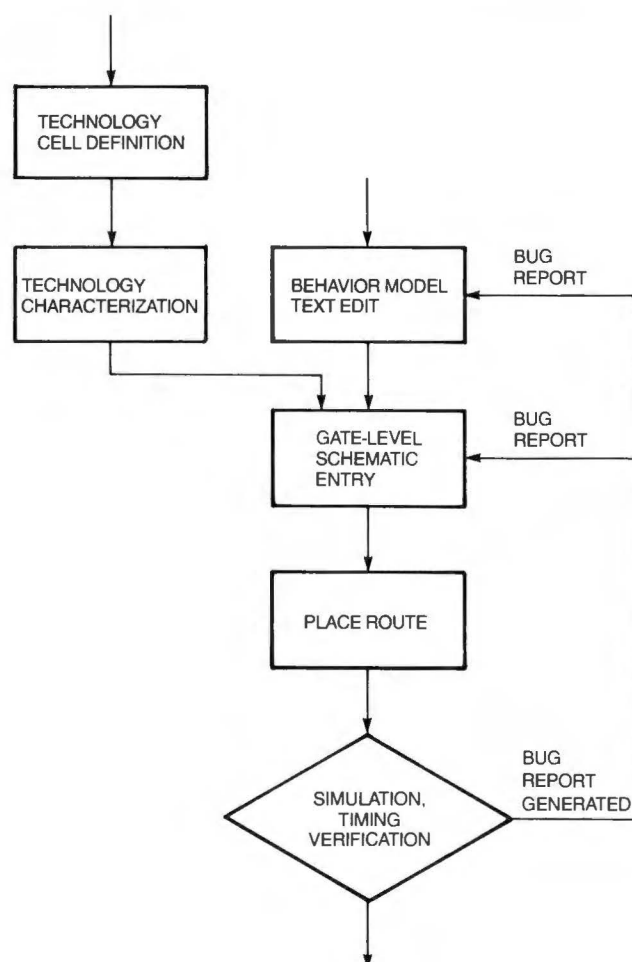 TECHNOLOGY
CELL DEFINITION
TECHNOLOGY
CHARACTERIZATION
BEHAVIOR MODEL
TEXT EDIT
BUG
REPORT
GATE-LEVEL
SCHEMATIC
ENTRY
BUG
REPORT
PLACE ROUTE
SIMULATION,
TIMING
VERIFICATION
BUG
REPORT
GENERATED